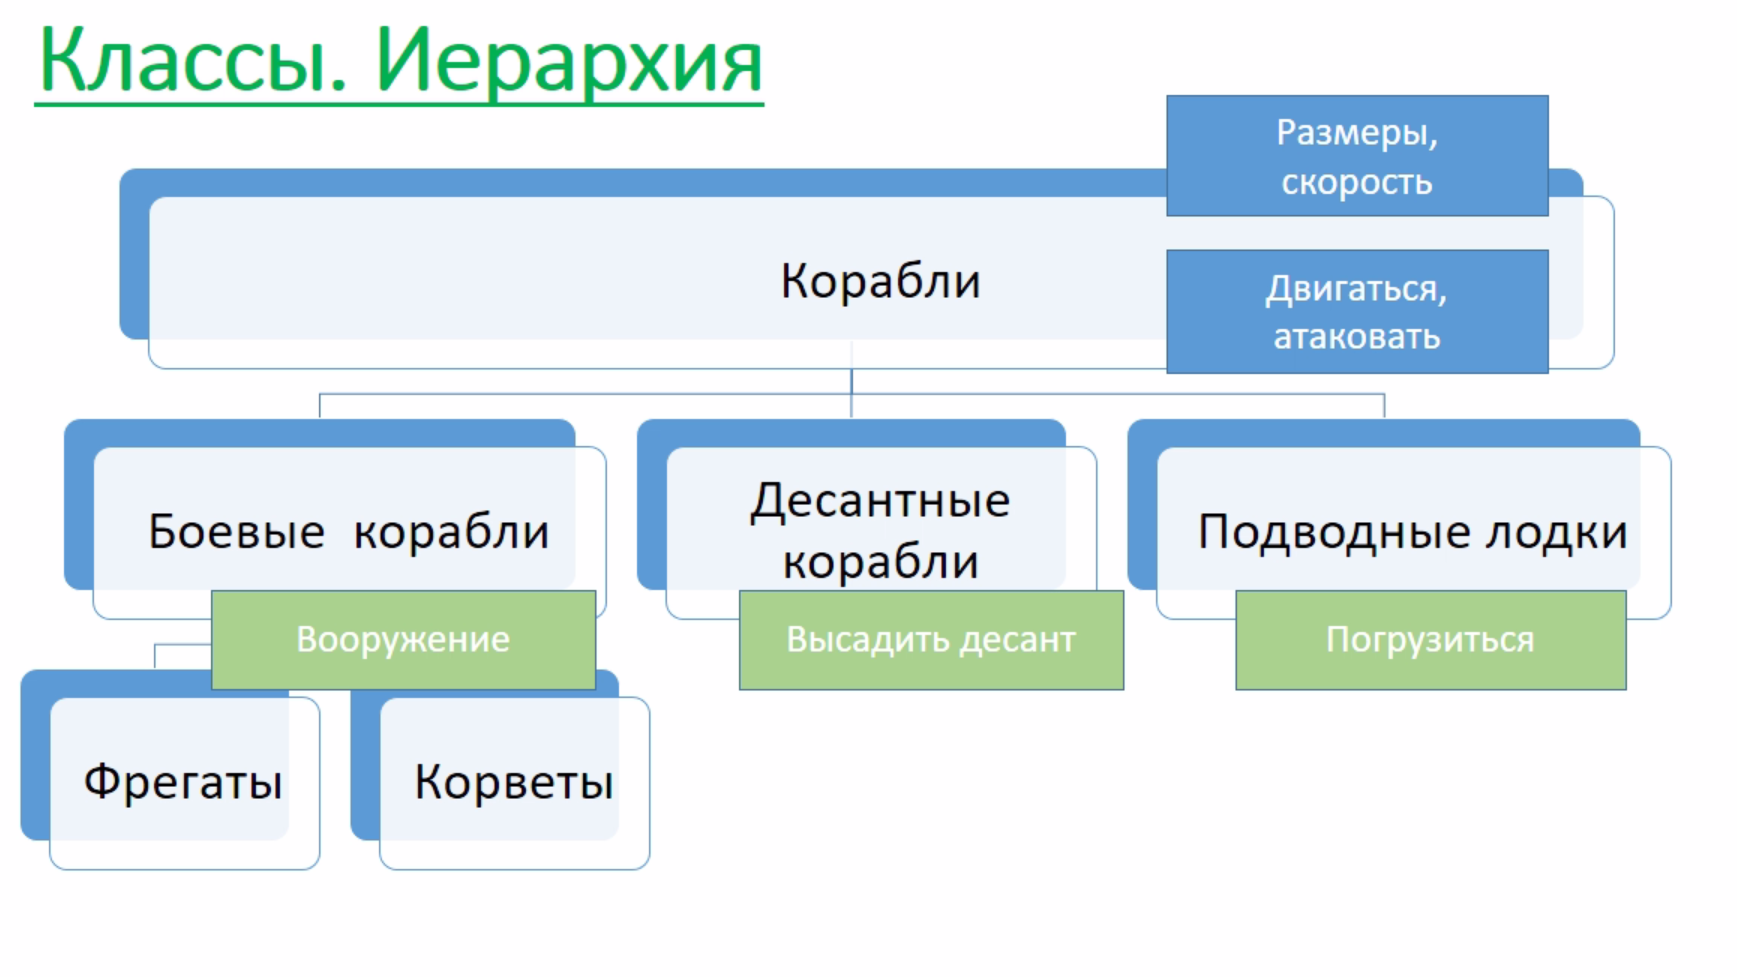 Классы. Иерархия
Размеры,
скорость
Корабли
Двигаться,
атаковать
Боевые корабли
Десантные
корабли
Подводные лодки
Вооружение
Высадить десант
Погрузиться
Фрегаты
Корветы